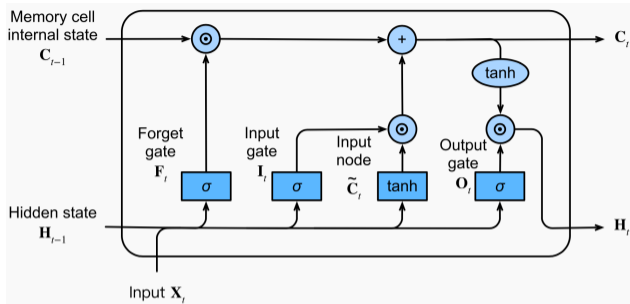 Memory cell
internal state
C_{t−1}
⊙
+
C_t
tanh
Forget
gate
F_t
Input
gate
I_t
Input
node
C̃_t
⊙
Output
gate
O_t
⊙
σ
σ
tanh
σ
Hidden state
H_{t−1}
H_t
Input X_t